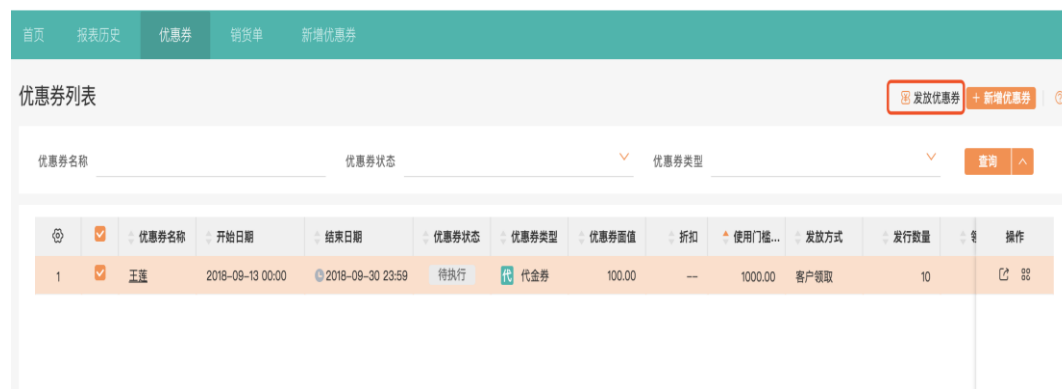 首页 报表历史 优惠券 销货单 新增优惠券
优惠券列表 发放优惠券 + 新增优惠券
优惠券名称 优惠券状态 优惠券类型 查询
优惠券名称 开始日期 结束日期 优惠券状态 优惠券类型 优惠券面值 折扣 使用门槛... 发放方式 发行数量 操作
1 王莲 2018-09-13 00:00 2018-09-30 23:59 待执行 代 代金券 100.00 -- 1000.00 客户领取 10